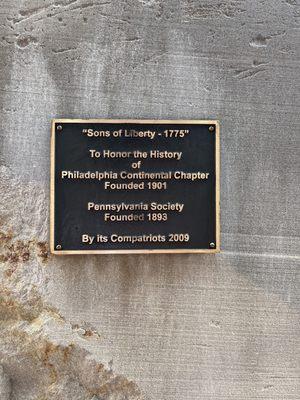 "Sons of Liberty - 1775"
To Honor the History
of
Philadelphia Continental Chapter
Founded 1901
Pennsylvania Society
Founded 1893
By its Compatriots 2009